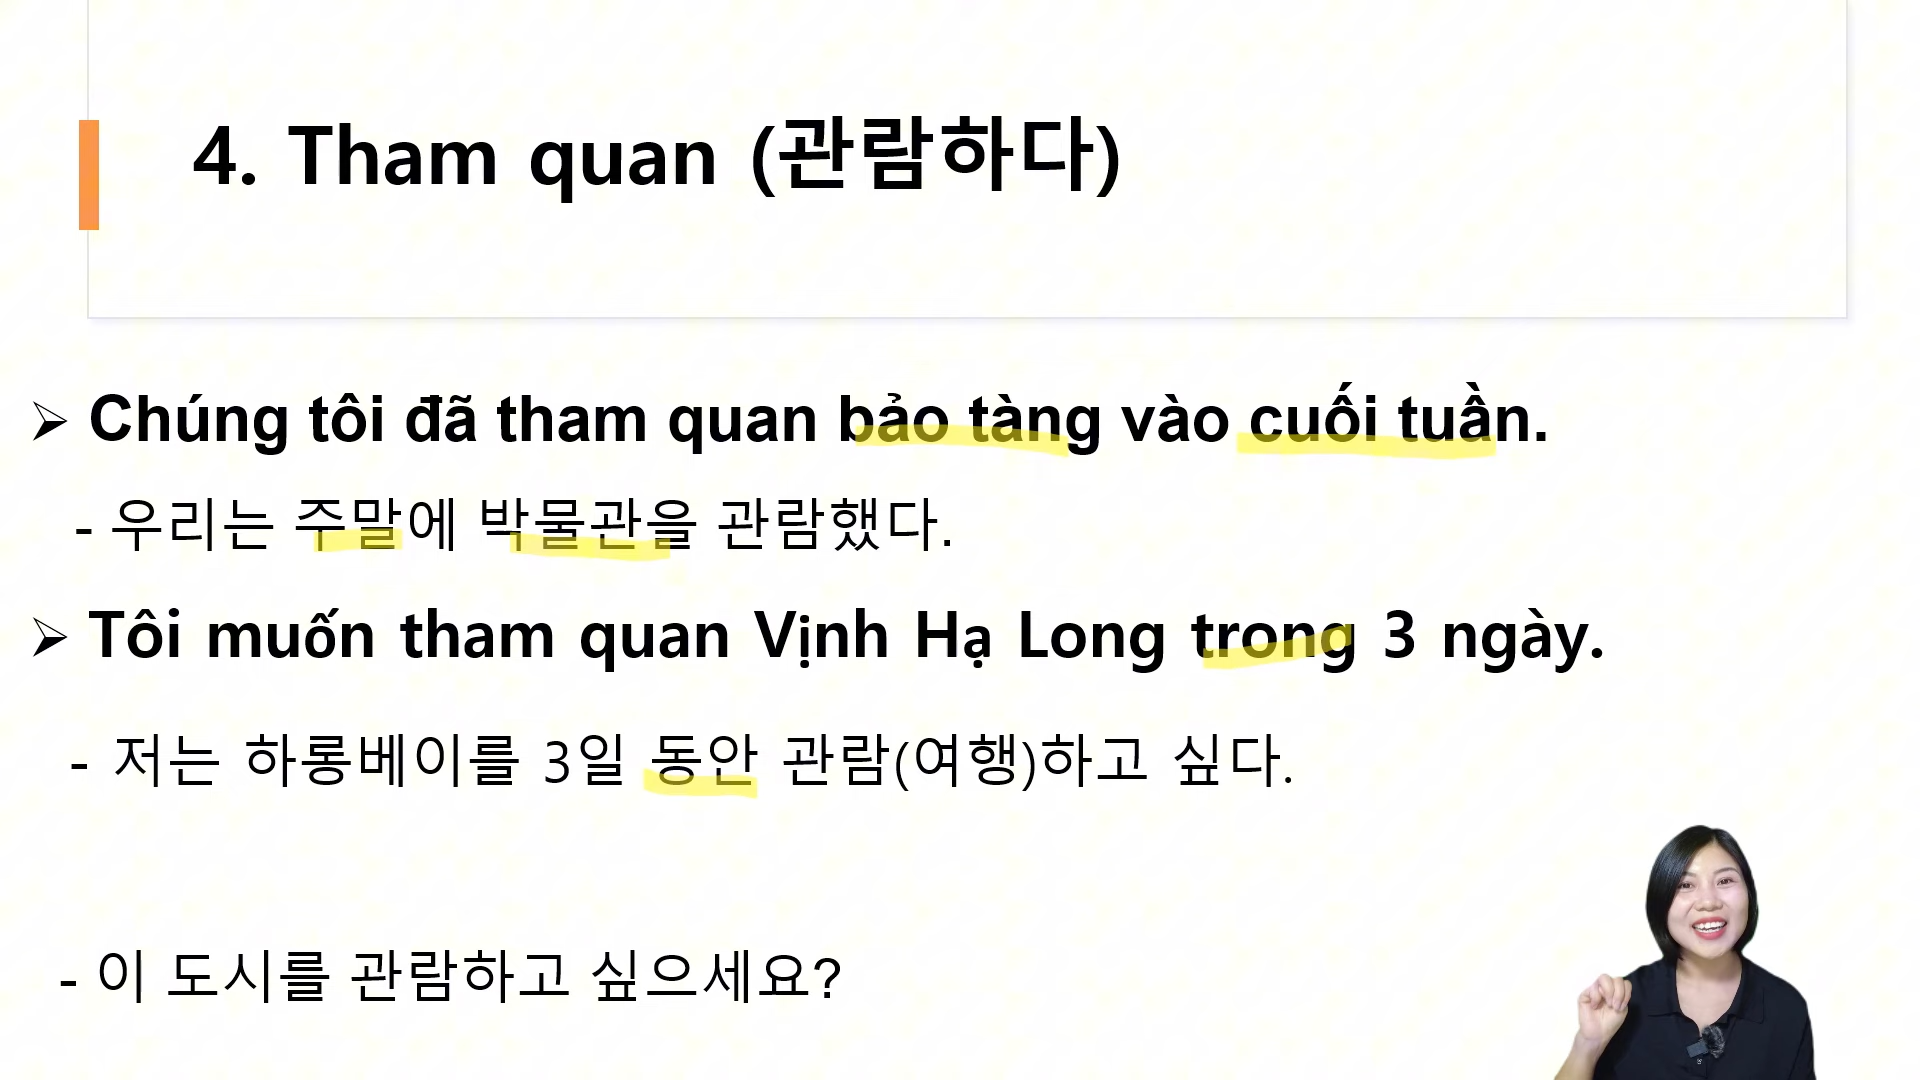 4. Tham quan (관람하다)
➢ Chúng tôi đã tham quan bảo tàng vào cuối tuần.
- 우리는 주말에 박물관을 관람했다.
➢ Tôi muốn tham quan Vịnh Hạ Long trong 3 ngày.
- 저는 하롱베이를 3일 동안 관람(여행)하고 싶다.
- 이 도시를 관람하고 싶으세요?